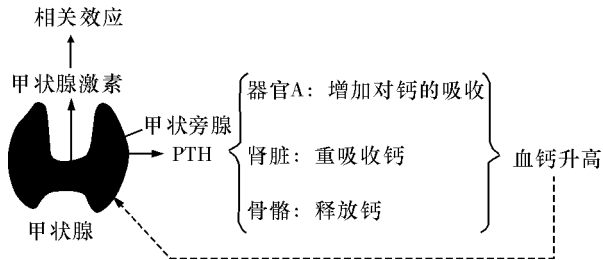 相关效应
甲状腺激素
甲状旁腺
PTH
甲状腺
器官A：增加对钙的吸收
肾脏：重吸收钙
骨骼：释放钙
血钙升高